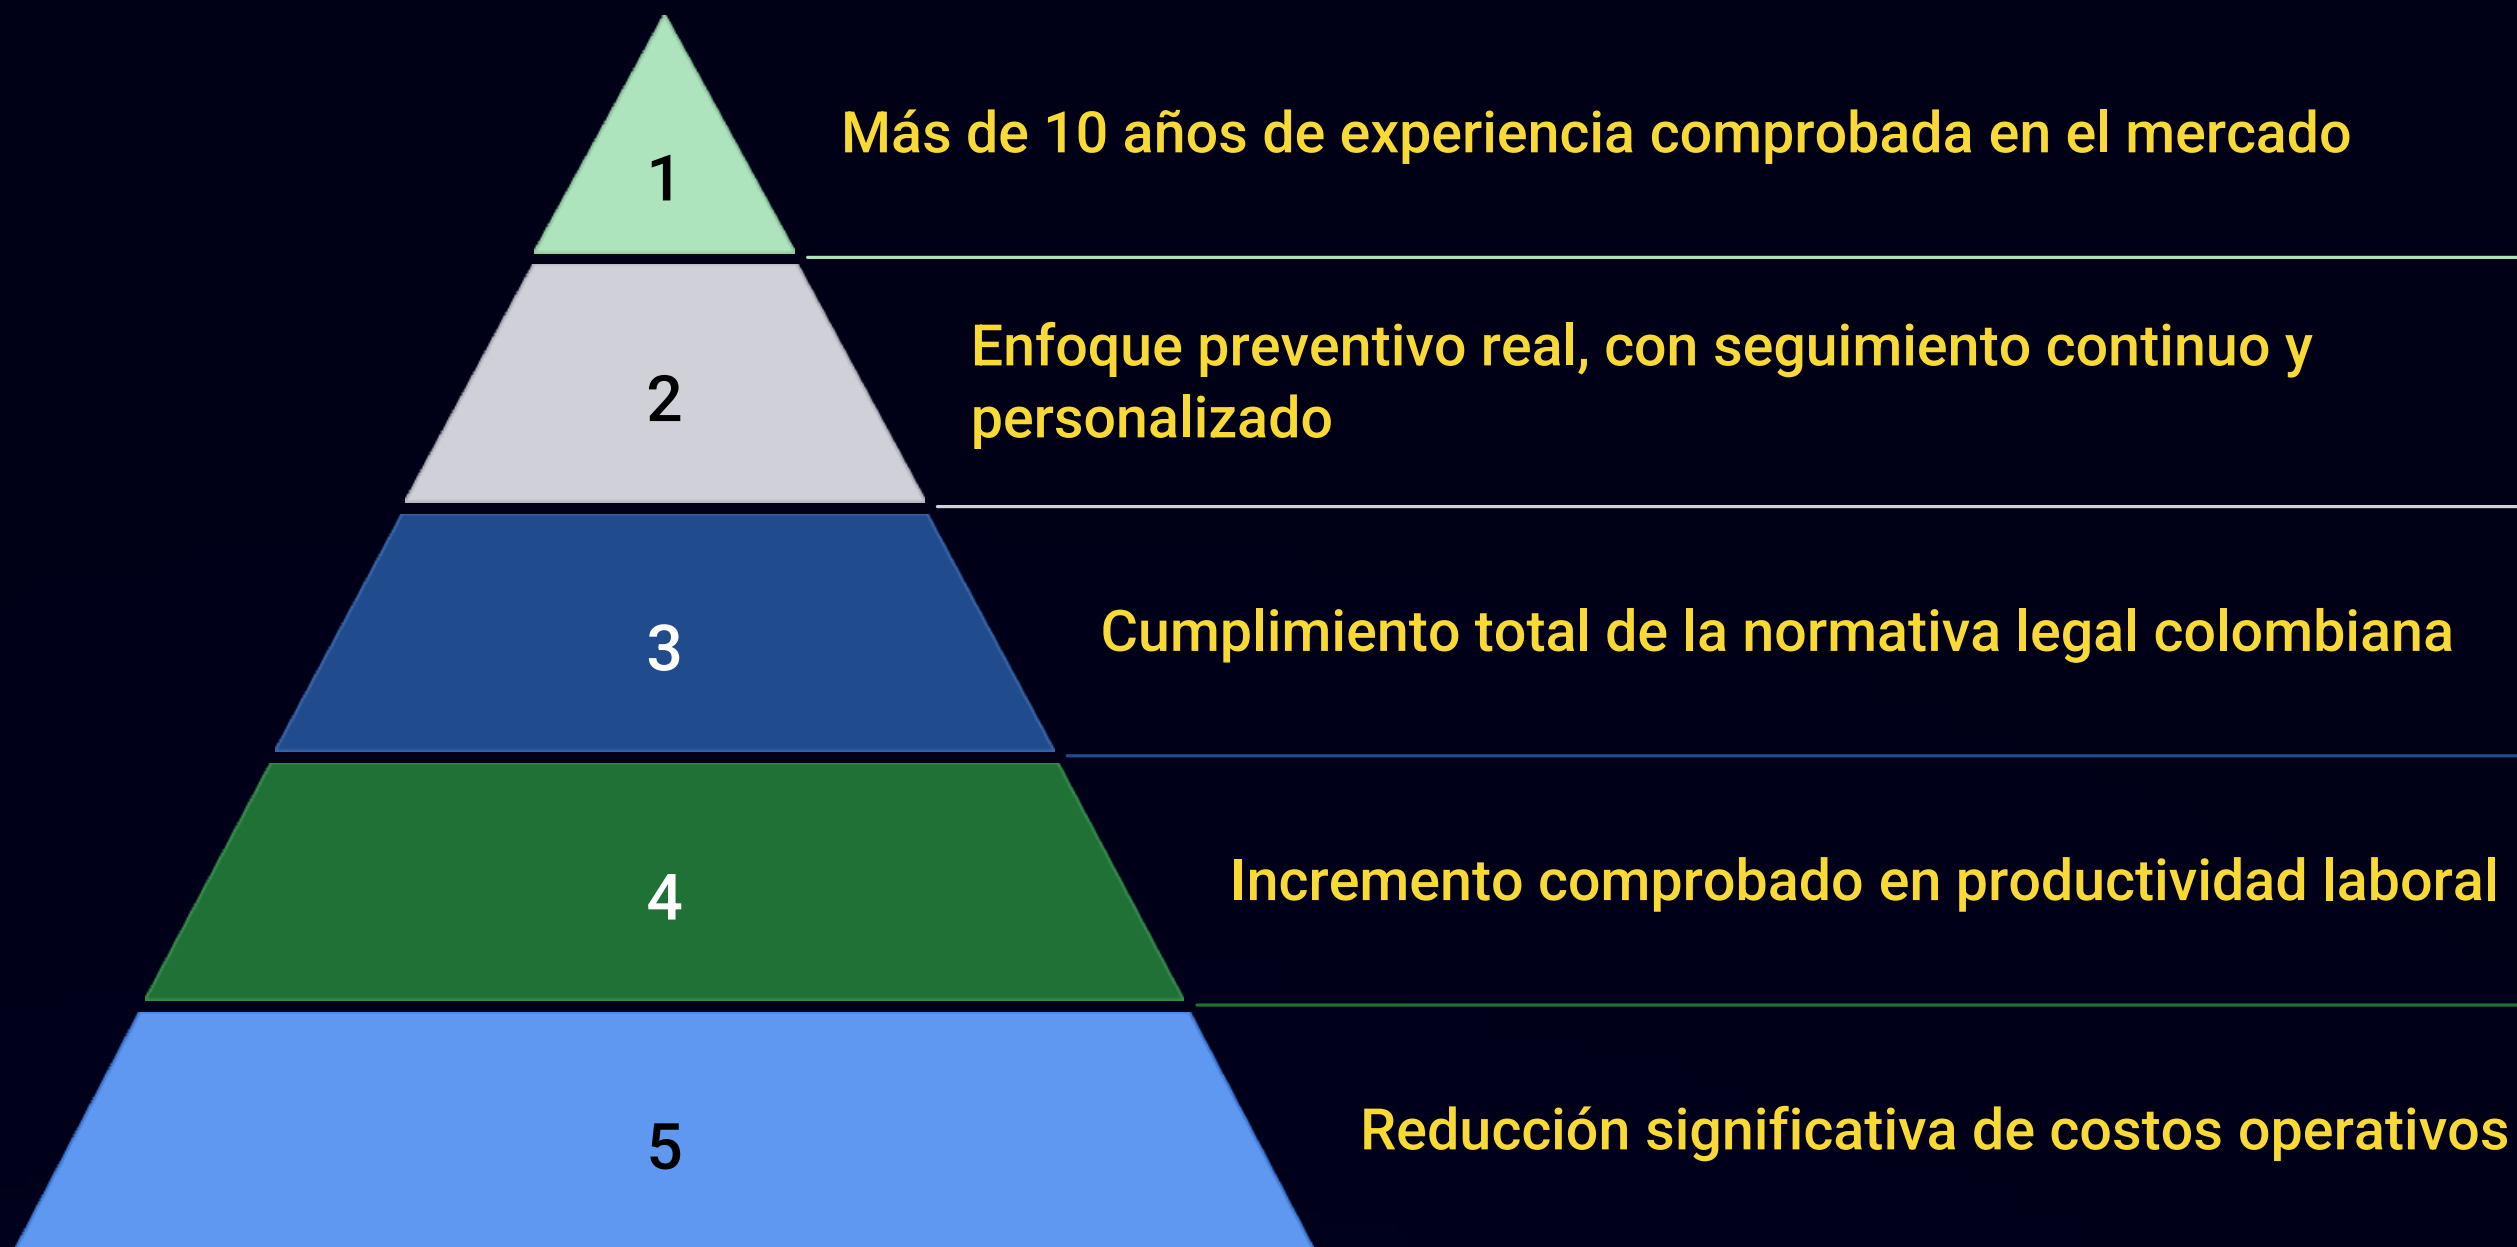 1
Más de 10 años de experiencia comprobada en el mercado
2
Enfoque preventivo real, con seguimiento continuo y
personalizado
3
Cumplimiento total de la normativa legal colombiana
4
Incremento comprobado en productividad laboral
5
Reducción significativa de costos operativos